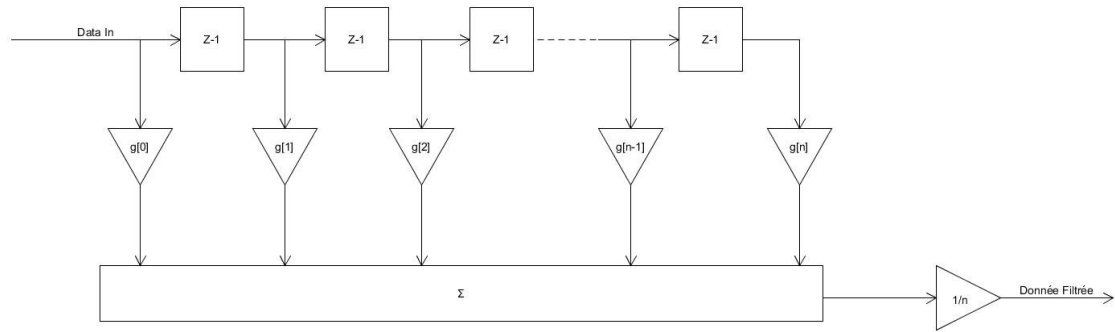 Data In
Z-1
Z-1
Z-1
Z-1
g[0]
g[1]
g[2]
g[n-1]
g[n]
Σ
1/n
Donnée Filtrée